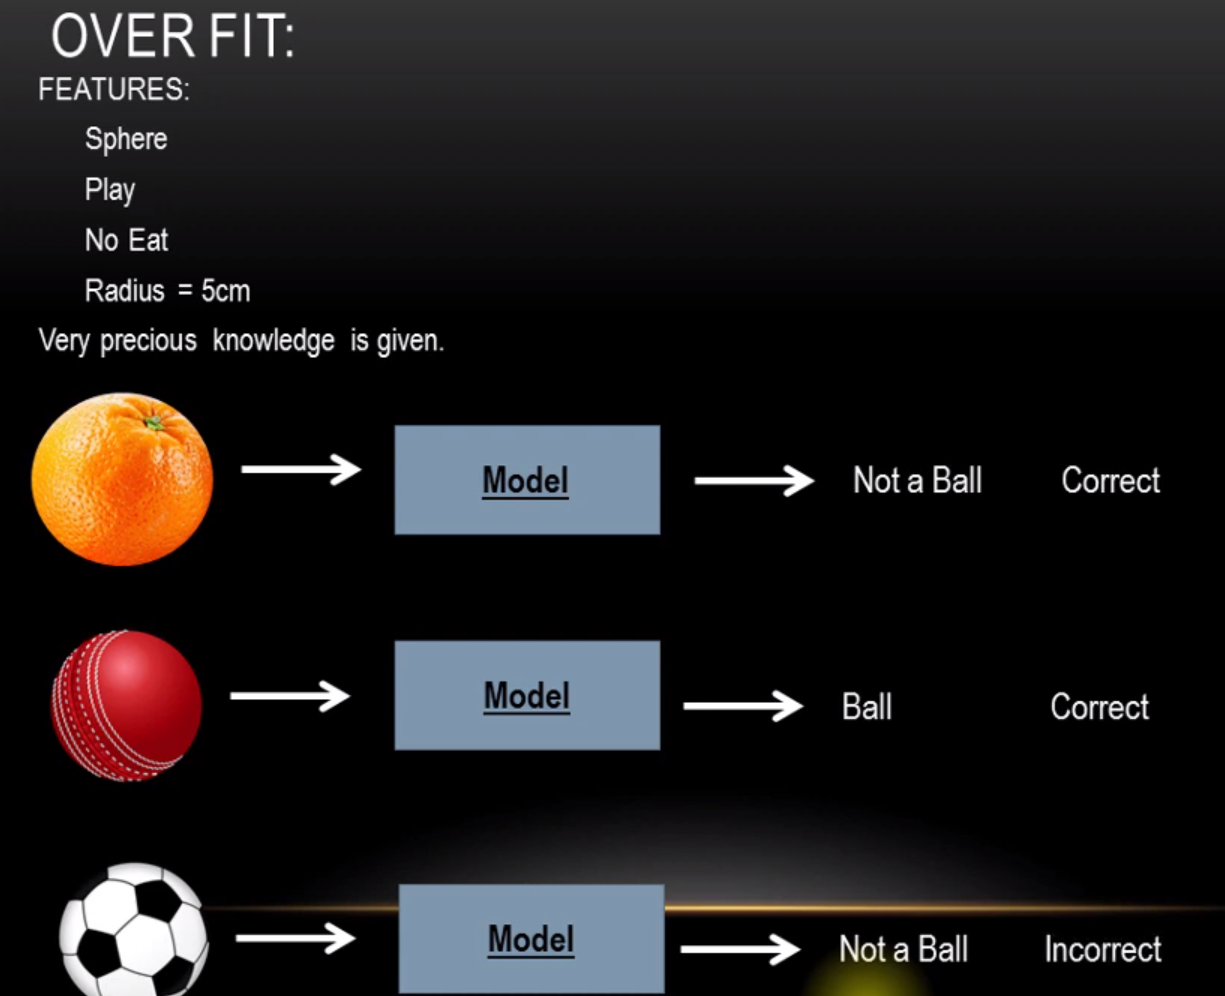 OVER FIT:
FEATURES:
Sphere
Play
No Eat
Radius = 5cm
Very precious knowledge is given.
Model Not a Ball Correct
Model Ball Correct
Model Not a Ball Incorrect